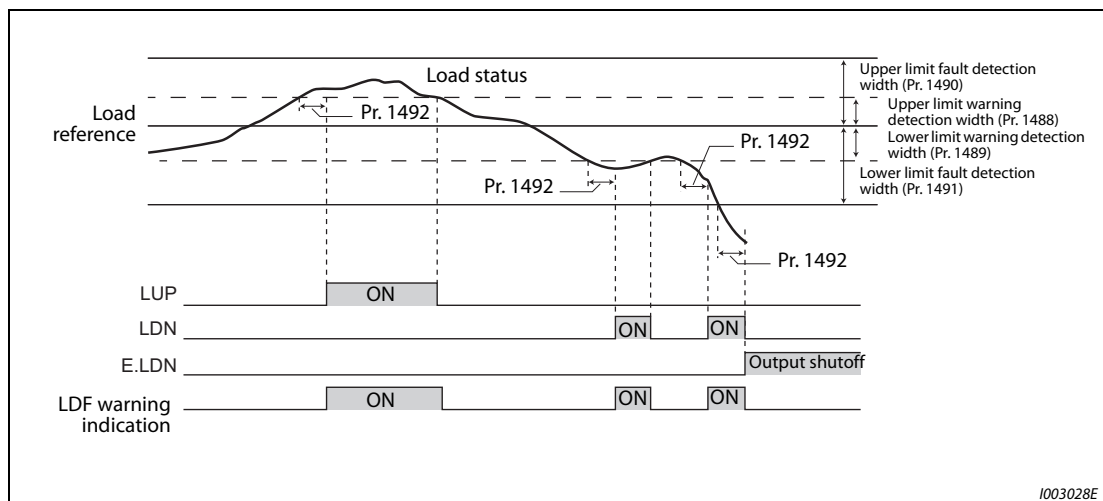 Load status
Load
reference
Pr. 1492
Pr. 1492
Pr. 1492
Pr. 1492
Upper limit fault detection
width (Pr. 1490)
Upper limit warning
detection width (Pr. 1488)
Lower limit warning detection
width (Pr. 1489)
Lower limit fault detection
width (Pr. 1491)
LUP
ON
LDN
ON
ON
E.LDN
Output shutoff
LDF warning
indication
ON
ON
ON
I003028E